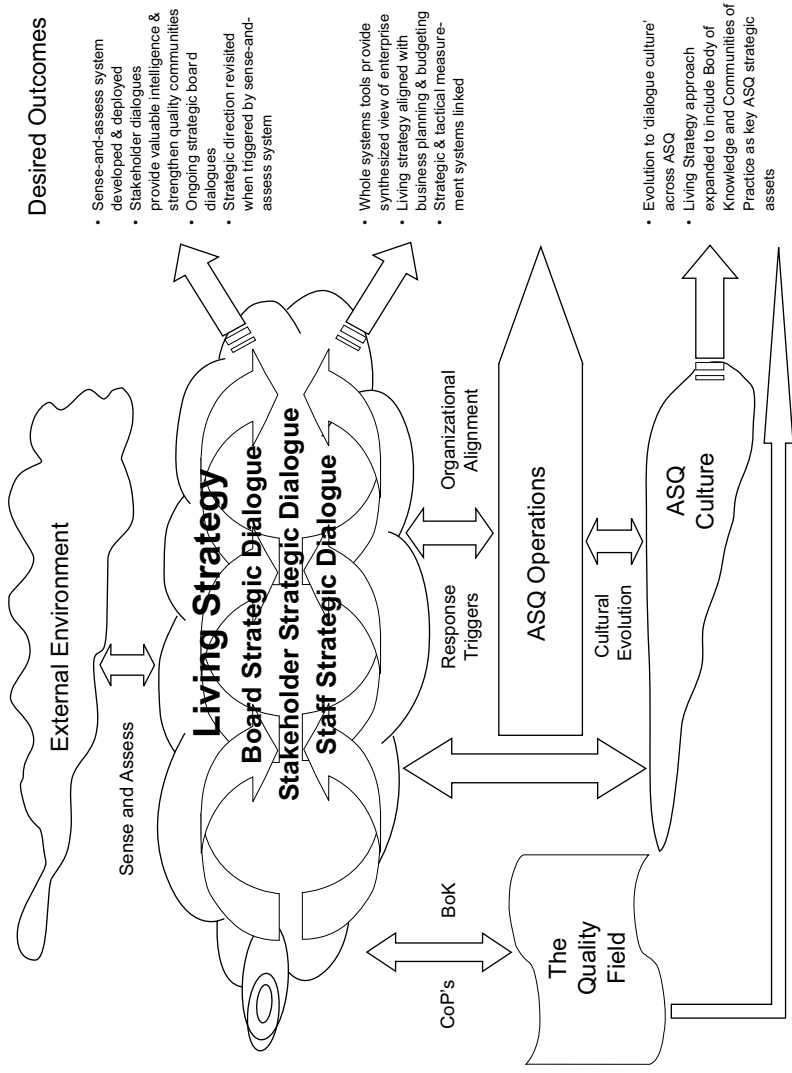 Desired Outcomes
• Sense-and-assess system
developed & deployed
• Stakeholder dialogues
provide valuable intelligence &
strengthen quality communities
• Ongoing strategic board
dialogues
• Strategic direction revisited
when triggered by sense-and-
assess system
• Whole systems tools provide
synthesized view of enterprise
• Living strategy aligned with
business planning & budgeting
• Strategic & tactical measure-
ment systems linked
• Evolution to 'dialogue culture'
across ASQ
• Living Strategy approach
expanded to include Body of
Knowledge and Communities of
Practice as key ASQ strategic
assets
External Environment
Sense and Assess
Living Strategy
Board Strategic Dialogue
Stakeholder Strategic Dialogue
Staff Strategic Dialogue
CoP's
BoK
Response
Triggers
Organizational
Alignment
ASQ Operations
Cultural
Evolution
The
Quality
Field
ASQ
Culture